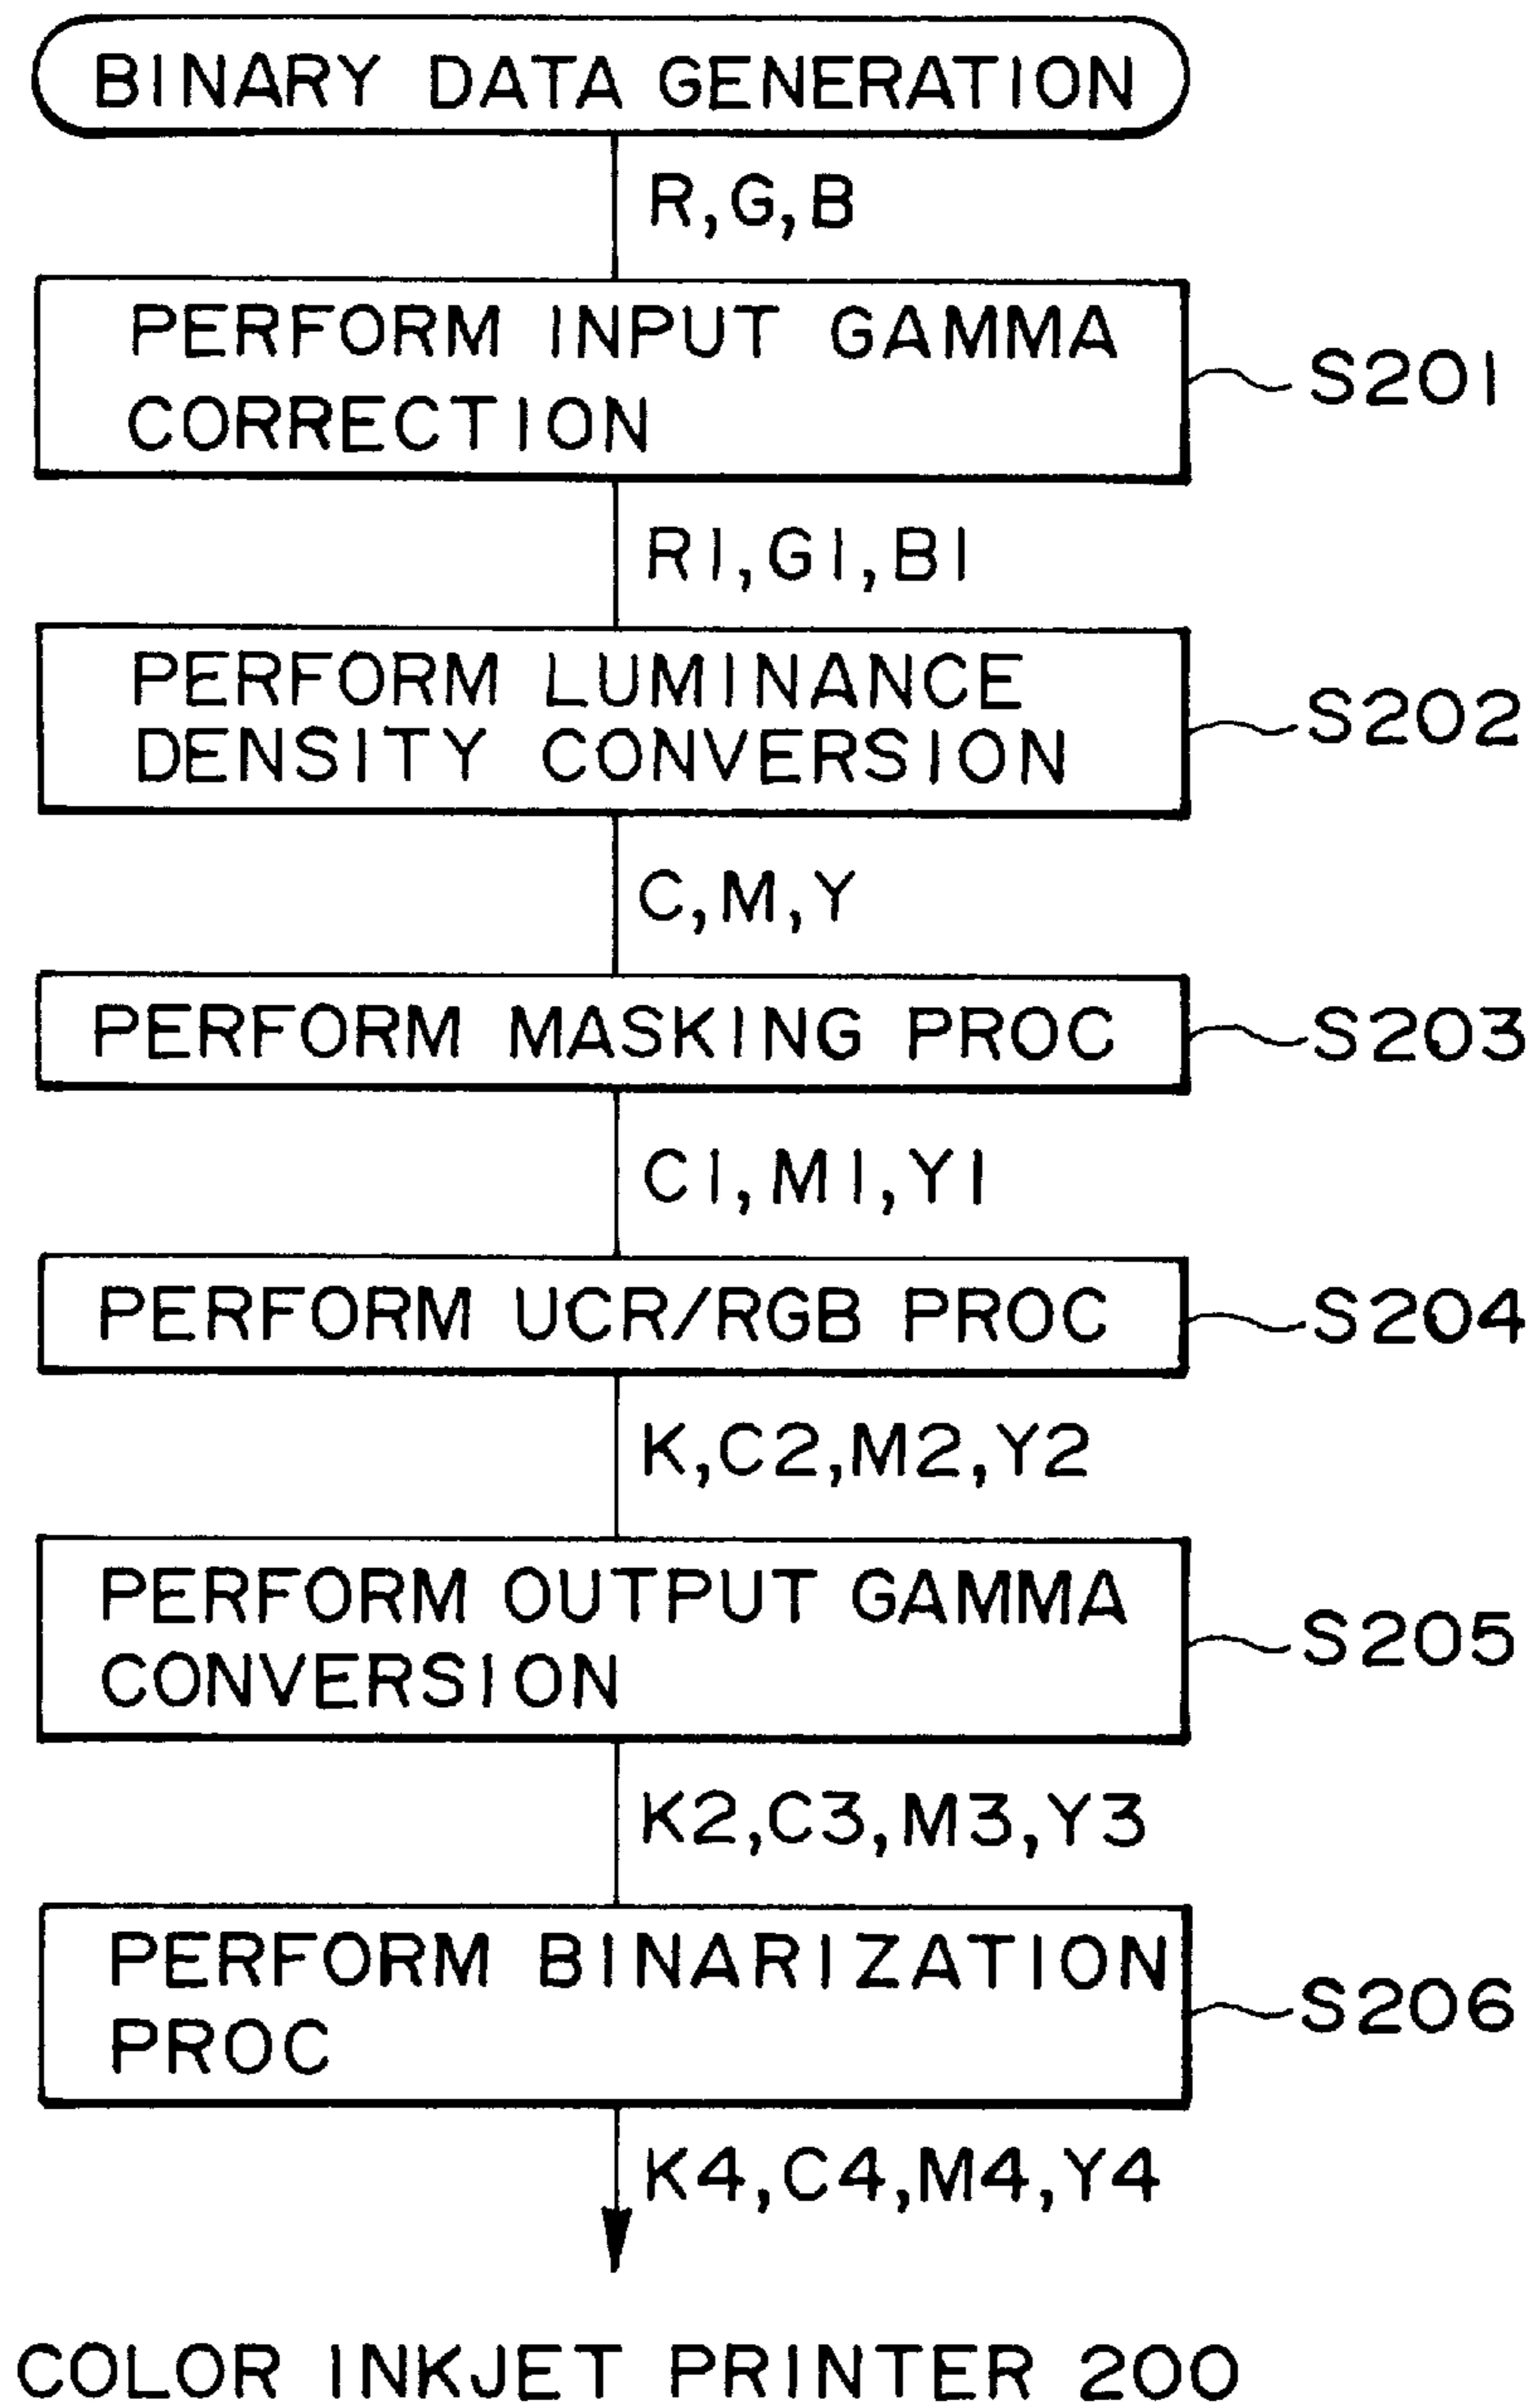 BINARY DATA GENERATION
R,G,B
PERFORM INPUT GAMMA
CORRECTION
S201
R1,G1,B1
PERFORM LUMINANCE
DENSITY CONVERSION
S202
C,M,Y
PERFORM MASKING PROC
S203
C1,M1,Y1
PERFORM UCR/RGB PROC
S204
K,C2,M2,Y2
PERFORM OUTPUT GAMMA
CONVERSION
S205
K2,C3,M3,Y3
PERFORM BINARIZATION
PROC
S206
K4,C4,M4,Y4
COLOR INKJET PRINTER 200